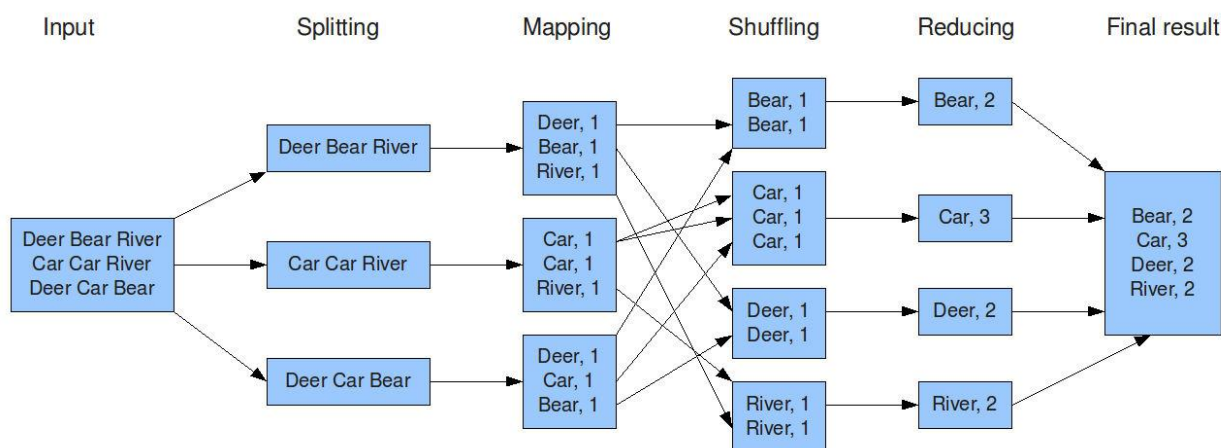 Input
Splitting
Mapping
Shuffling
Reducing
Final result
Deer Bear River
Car Car River
Deer Car Bear
Deer Bear River
Car Car River
Deer Car Bear
Deer, 1
Bear, 1
River, 1
Car, 1
Car, 1
River, 1
Deer, 1
Car, 1
Bear, 1
Bear, 1
Bear, 1
Car, 1
Car, 1
Car, 1
Deer, 1
Deer, 1
River, 1
River, 1
Bear, 2
Car, 3
Deer, 2
River, 2
Bear, 2
Car, 3
Deer, 2
River, 2